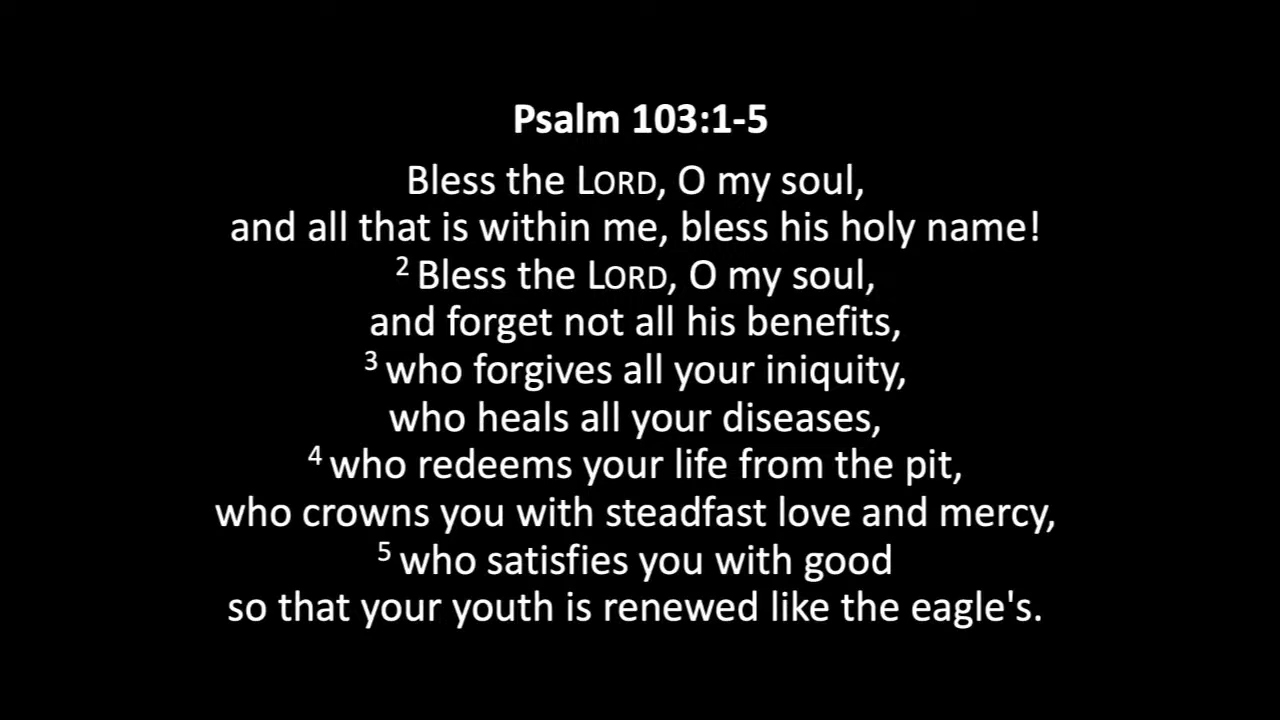 Psalm 103:1-5
Bless the LORD, O my soul,
and all that is within me, bless his holy name!
2 Bless the LORD, O my soul,
and forget not all his benefits,
3 who forgives all your iniquity,
who heals all your diseases,
4 who redeems your life from the pit,
who crowns you with steadfast love and mercy,
5 who satisfies you with good
so that your youth is renewed like the eagle's.